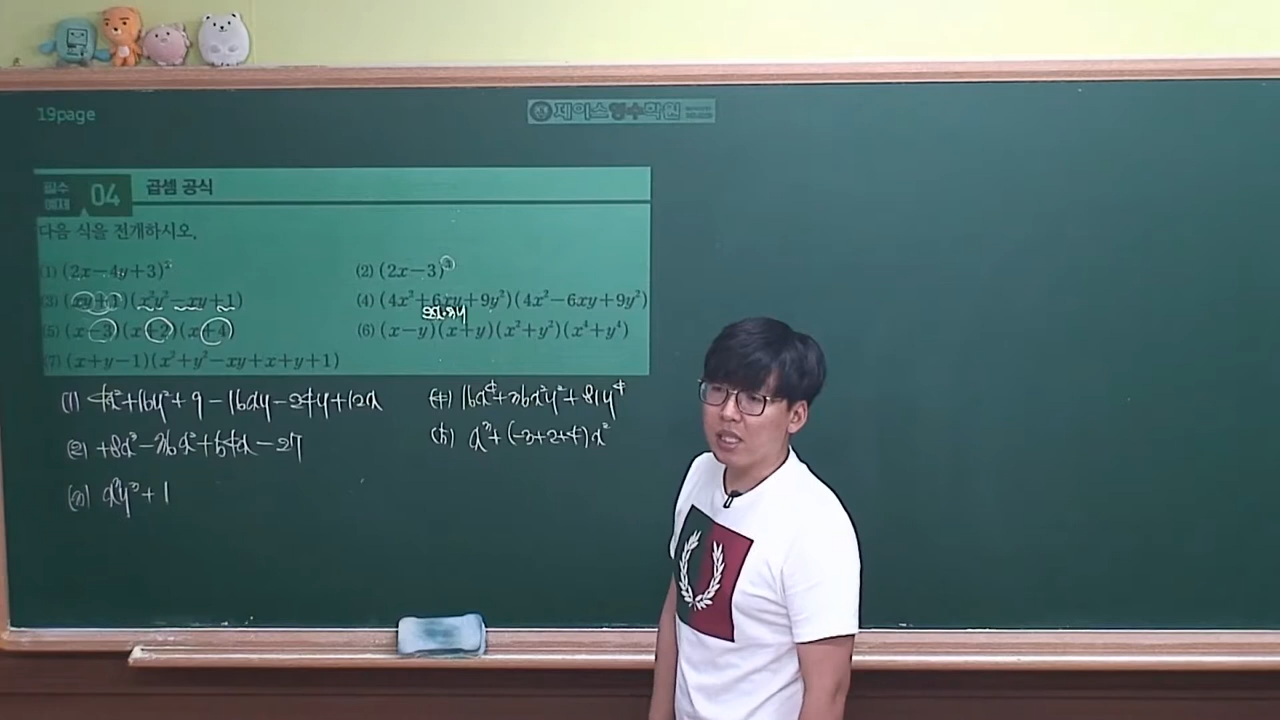 19page
제이스영수학원
필수 예제 04 곱셈 공식
다음 식을 전개하시오.
(1) (2x-4y+3)² (2) (2x-3)³
(3) (xy+1)(x²y²-xy+1) (4) (4x²+6xy+9y²)(4x²-6xy+9y²)
2x·3y
(5) (x-3)(x+2)(x+4) (6) (x-y)(x+y)(x²+y²)(x⁴+y⁴)
(7) (x+y-1)(x²+y²-xy+x+y+1)
(1) 4x²+16y²+9-16xy-24y+12x (4) 16x⁴+36x²y²+81y⁴
(2) +8x³-36x²+54x-27 (5) x³+(-3+2+4)x²
(3) x³y³+1